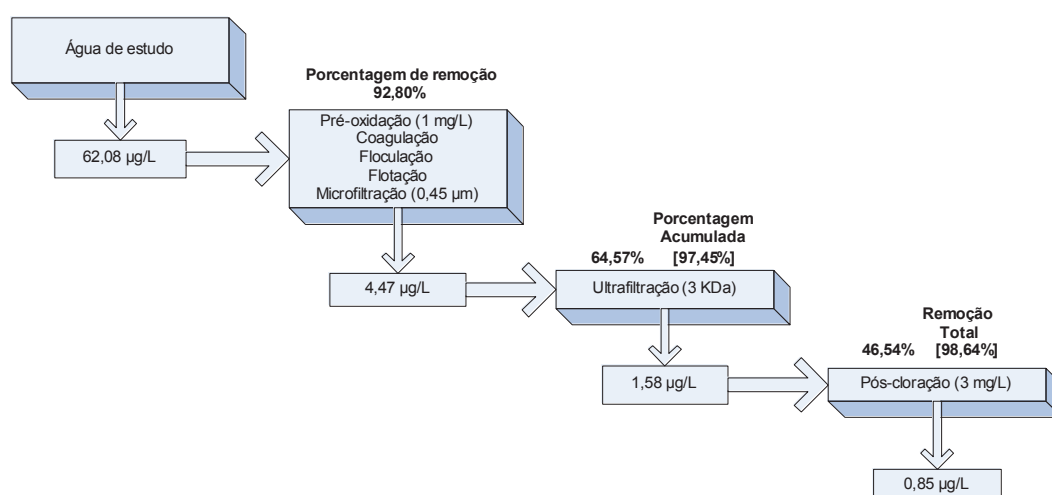 Água de estudo
62,08 µg/L
Porcentagem de remoção
92,80%
Pré-oxidação (1 mg/L)
Coagulação
Floculação
Flotação
Microfiltração (0,45 µm)
4,47 µg/L
Porcentagem
Acumulada
64,57% [97,45%]
Ultrafiltração (3 KDa)
1,58 µg/L
Remoção
Total
46,54% [98,64%]
Pós-cloração (3 mg/L)
0,85 µg/L